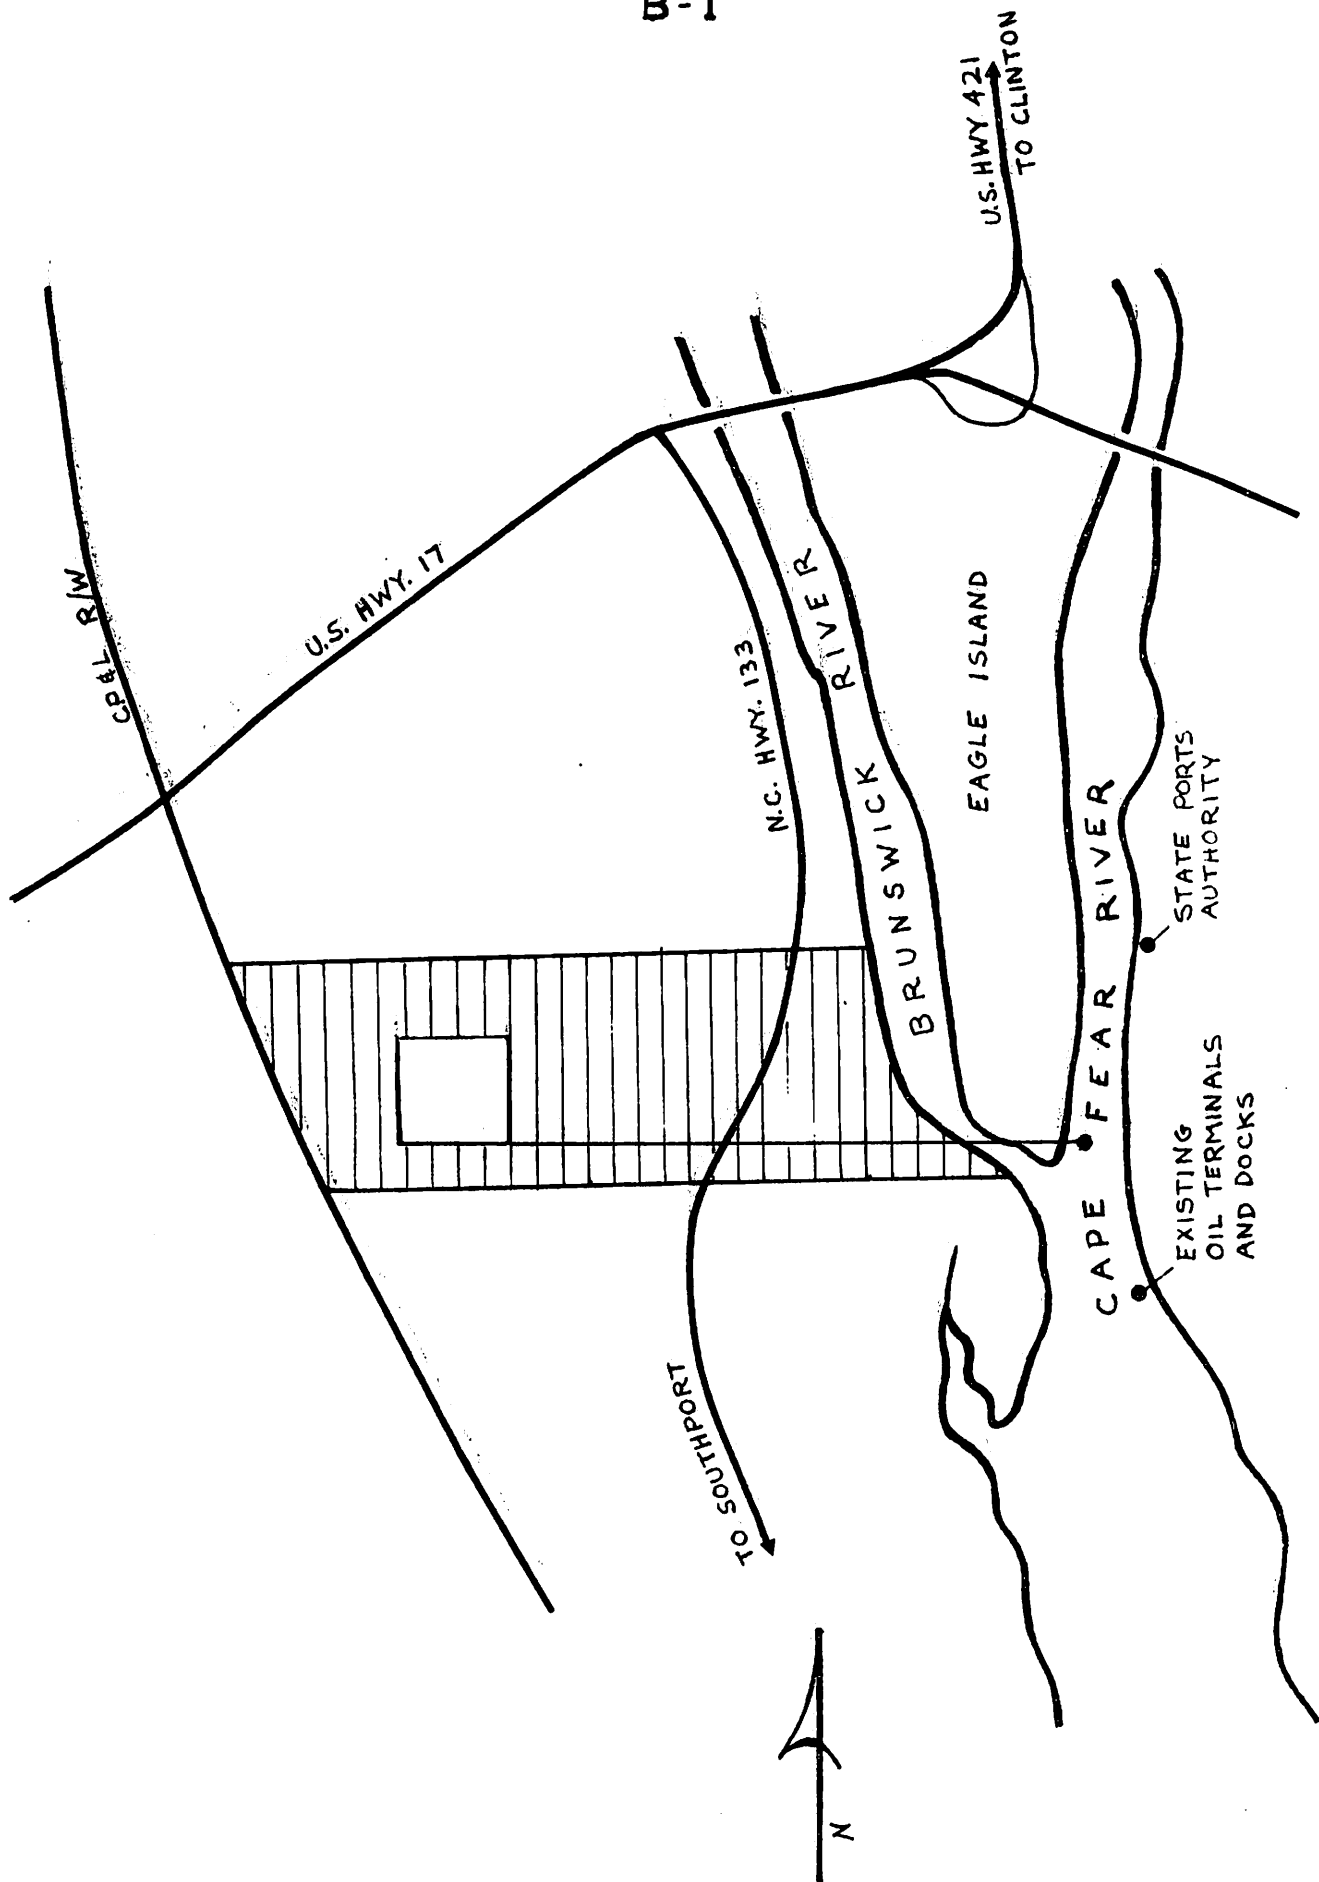 B-1
U.S. HWY 421
TO CLINTON
CP&L R/W
U.S. HWY. 17
N.C. HWY. 133
BRUNSWICK RIVER
EAGLE ISLAND
CAPE FEAR RIVER
STATE PORTS
AUTHORITY
EXISTING
OIL TERMINALS
AND DOCKS
TO SOUTHPORT
N